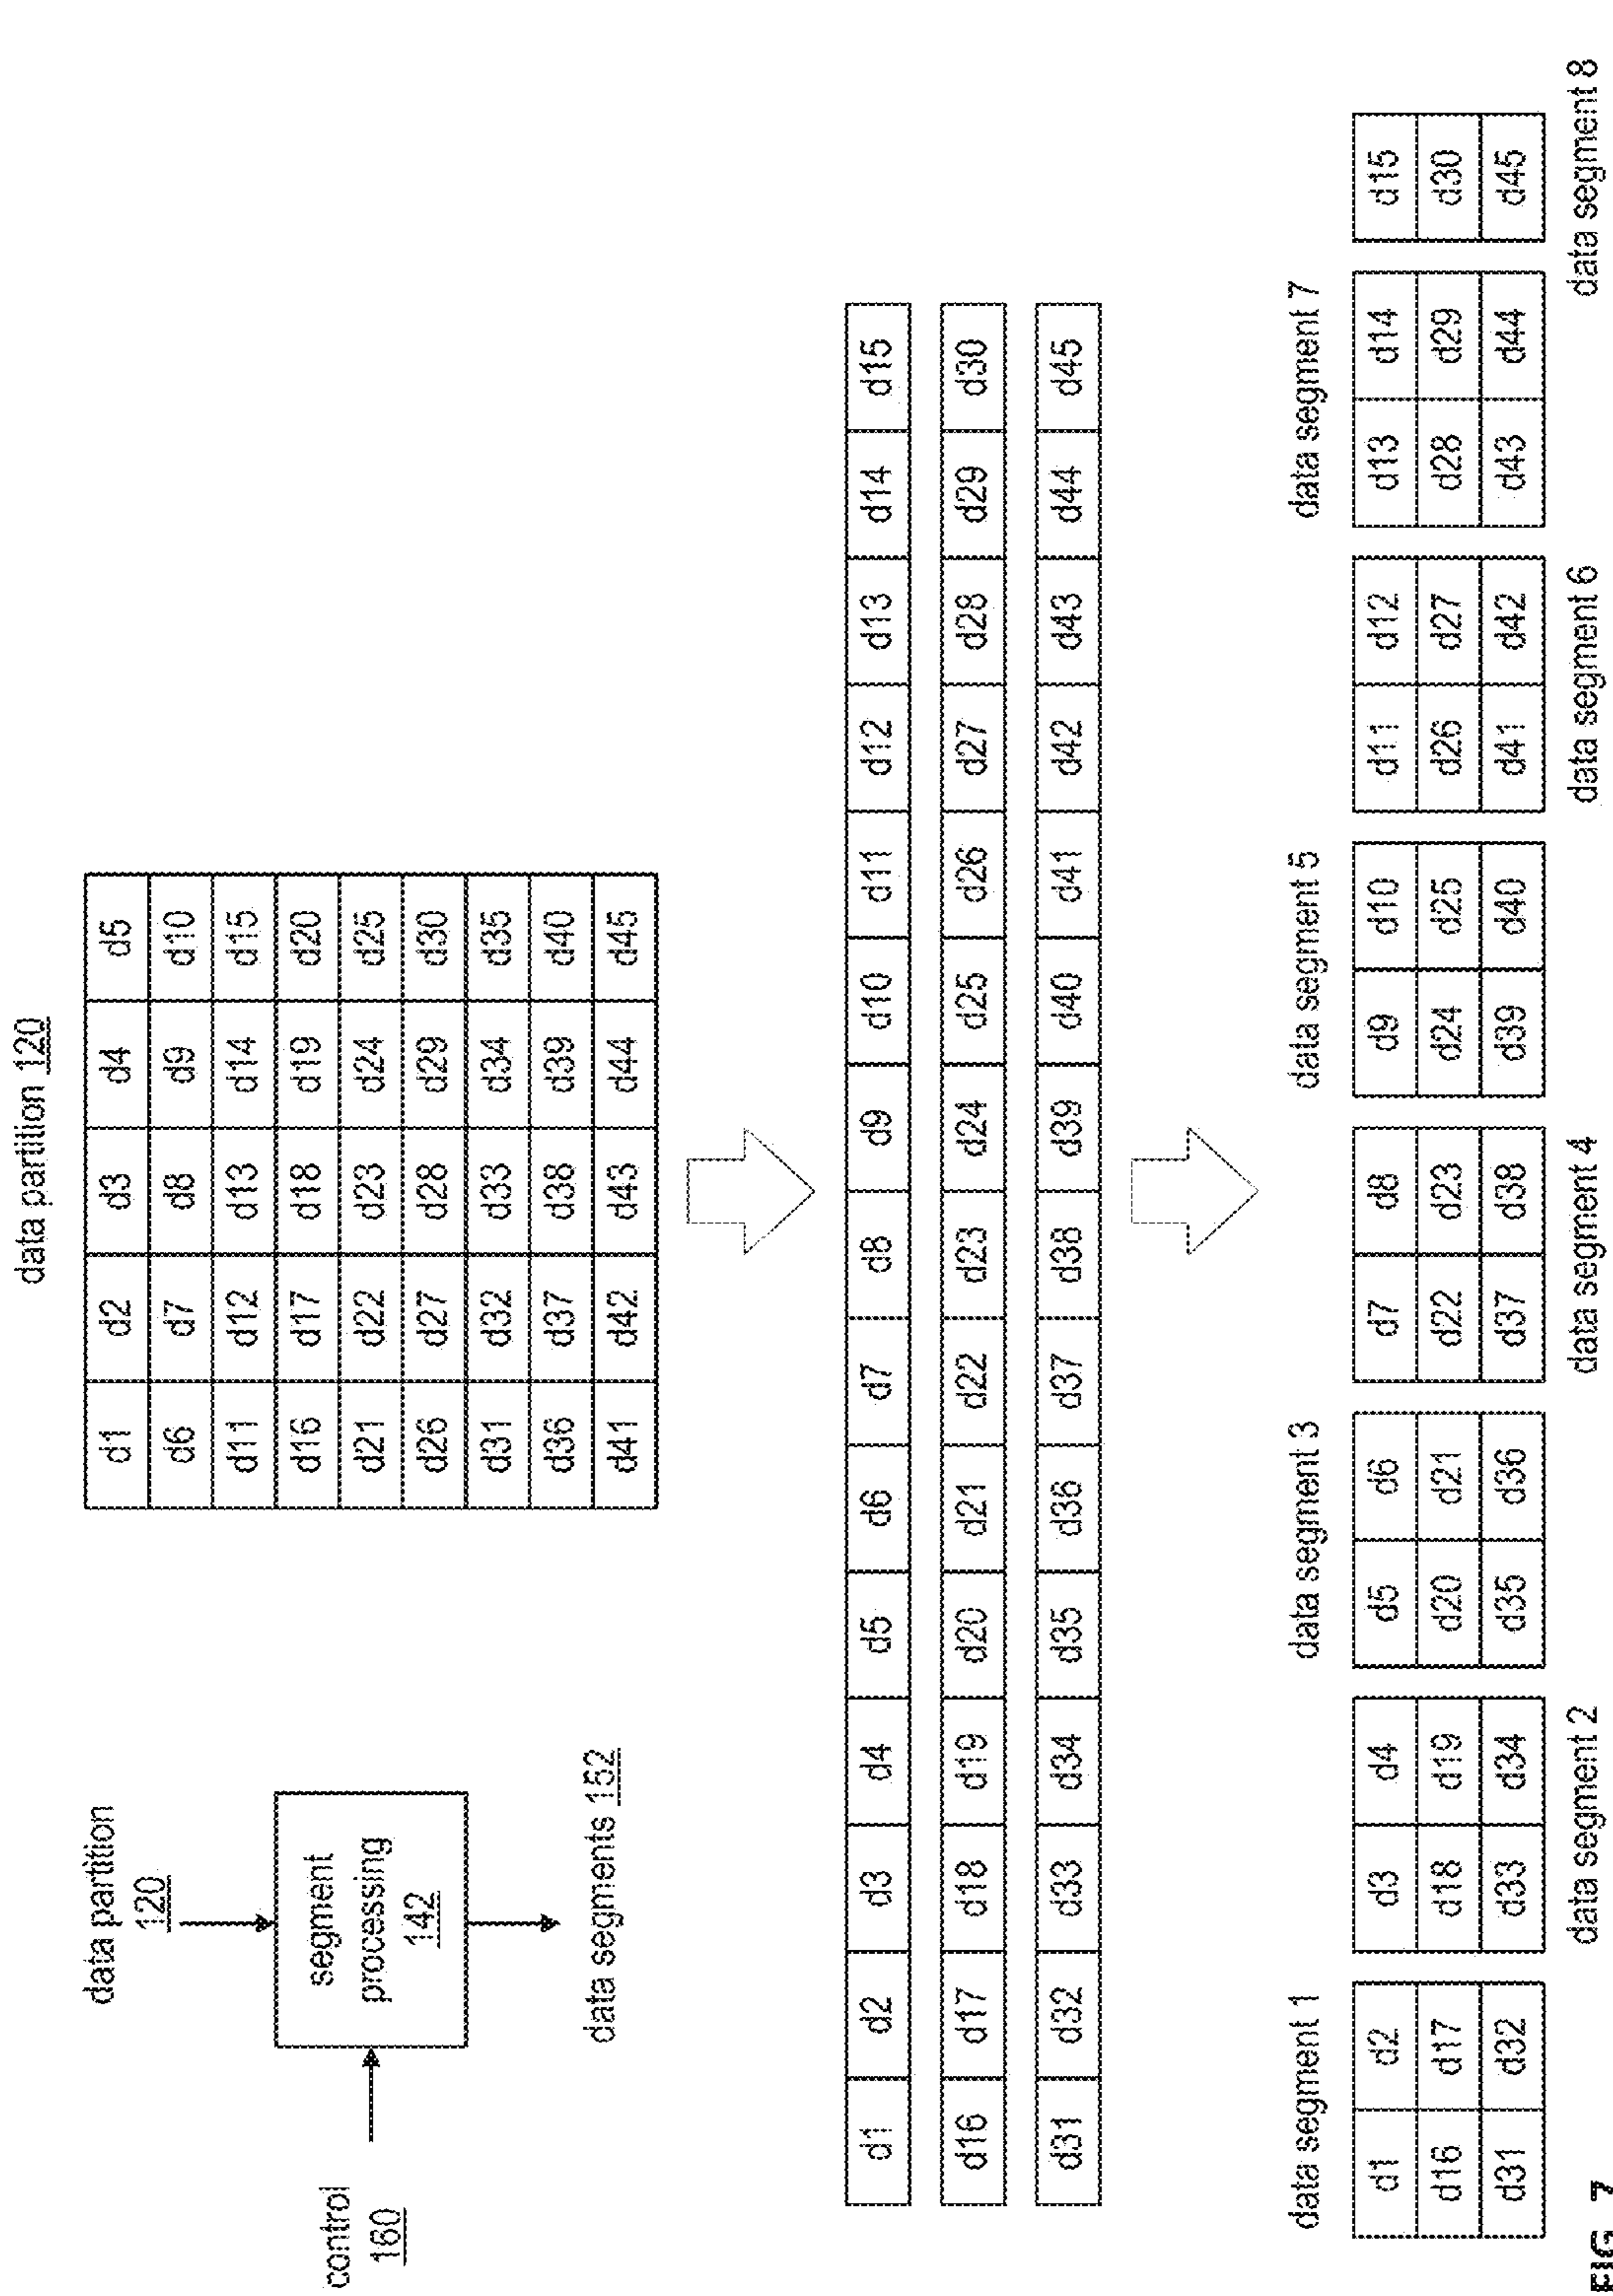 data partition
120
control
160
segment
processing
142
data segments 152
data partition 120
d1 d2 d3 d4 d5
d6 d7 d8 d9 d10
d11 d12 d13 d14 d15
d16 d17 d18 d19 d20
d21 d22 d23 d24 d25
d26 d27 d28 d29 d30
d31 d32 d33 d34 d35
d36 d37 d38 d39 d40
d41 d42 d43 d44 d45
d1 d2 d3 d4 d5 d6 d7 d8 d9 d10 d11 d12 d13 d14 d15
d16 d17 d18 d19 d20 d21 d22 d23 d24 d25 d26 d27 d28 d29 d30
d31 d32 d33 d34 d35 d36 d37 d38 d39 d40 d41 d42 d43 d44 d45
data segment 1
d1 d2
d16 d17
d31 d32
d3 d4
d18 d19
d33 d34
data segment 2
data segment 3
d5 d6
d20 d21
d35 d36
d7 d8
d22 d23
d37 d38
data segment 4
data segment 5
d9 d10
d24 d25
d39 d40
d11 d12
d26 d27
d41 d42
data segment 6
data segment 7
d13 d14
d28 d29
d43 d44
d15
d30
d45
data segment 8
FIG. 7